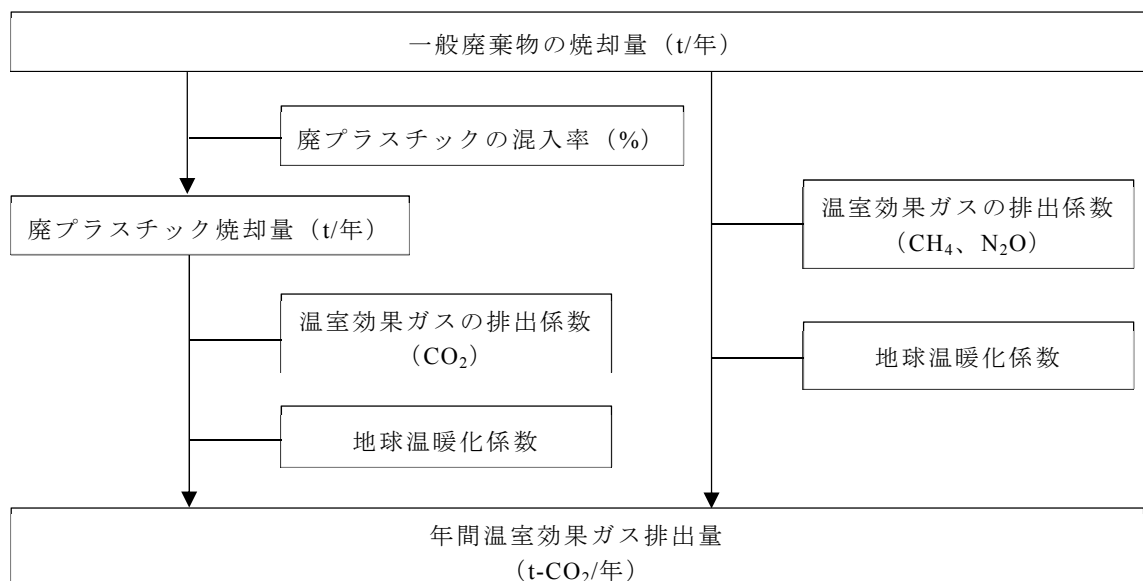 一般廃棄物の焼却量（t/年）
廃プラスチックの混入率（%）
廃プラスチック焼却量（t/年）
温室効果ガスの排出係数
（CO₂）
地球温暖化係数
温室効果ガスの排出係数
（CH₄、N₂O）
地球温暖化係数
年間温室効果ガス排出量
（t-CO₂/年）